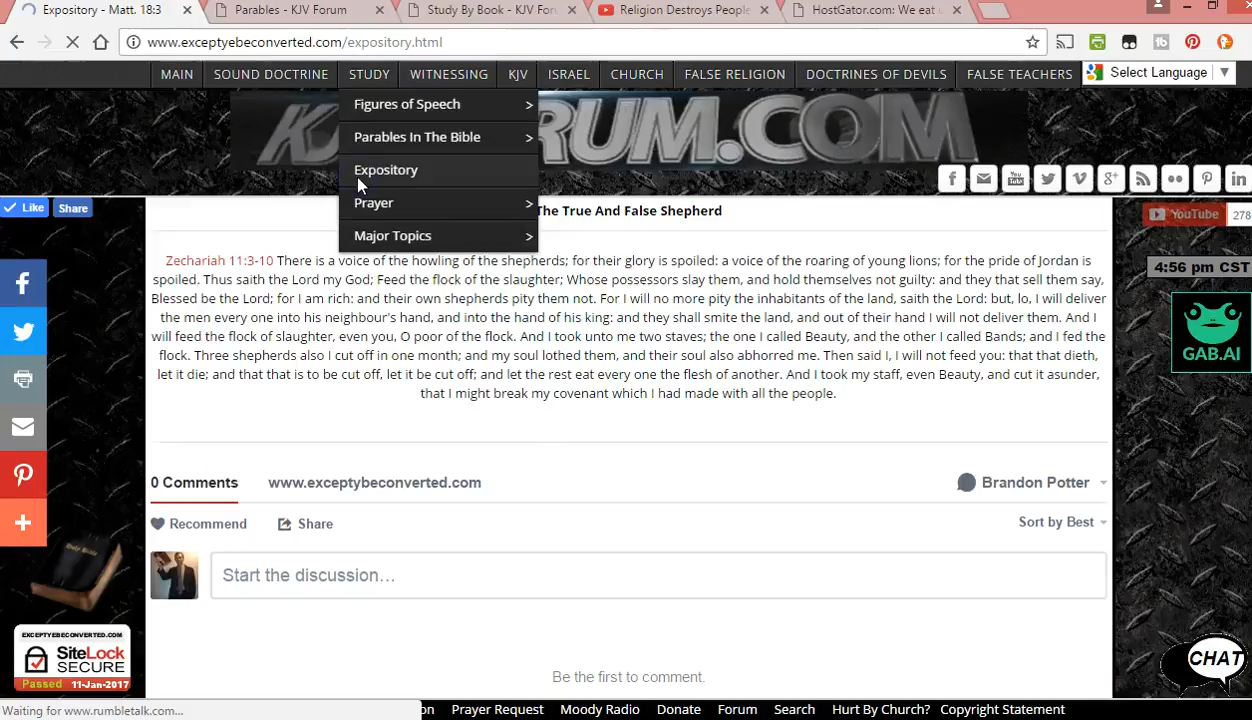 Expository - Matt. 18:3
Parables - KJV Forum
Study By Book - KJV For
Religion Destroys People
HostGator.com: We eat
www.exceptyebeconverted.com/expository.html
MAIN
SOUND DOCTRINE
STUDY
WITNESSING
KJV
ISRAEL
CHURCH
FALSE RELIGION
DOCTRINES OF DEVILS
FALSE TEACHERS
Select Language
Figures of Speech
Parables In The Bible
Expository
Prayer
Major Topics
RUM.COM
You
Tube
Like
Share
The True And False Shepherd
YouTube
278
Zechariah 11:3-10 There is a voice of the howling of the shepherds; for their glory is spoiled: a voice of the roaring of young lions; for the pride of Jordan is
spoiled. Thus saith the Lord my God; Feed the flock of the slaughter; Whose possessors slay them, and hold themselves not guilty: and they that sell them say,
Blessed be the Lord; for I am rich: and their own shepherds pity them not. For I will no more pity the inhabitants of the land, saith the Lord: but, lo, I will deliver
the men every one into his neighbour's hand, and into the hand of his king: and they shall smite the land, and out of their hand I will not deliver them. And I
will feed the flock of slaughter, even you, O poor of the flock. And I took unto me two staves; the one I called Beauty, and the other I called Bands; and I fed the
flock. Three shepherds also I cut off in one month; and my soul lothed them, and their soul also abhorred me. Then said I, I will not feed you: that that dieth,
let it die; and that that is to be cut off, let it be cut off; and let the rest eat every one the flesh of another. And I took my staff, even Beauty, and cut it asunder,
that I might break my covenant which I had made with all the people.
4:56 pm CST
GAB.AI
0 Comments
www.exceptybeconverted.com
Brandon Potter
Recommend
Share
Sort by Best
Start the discussion…
Be the first to comment.
Holy Bible
EXCEPTYEBECONVERTED.COM
SiteLock
SECURE
Passed 11-Jan-2017
CHAT
Waiting for www.rumbletalk.com...
on
Prayer Request
Moody Radio
Donate
Forum
Search
Hurt By Church?
Copyright Statement